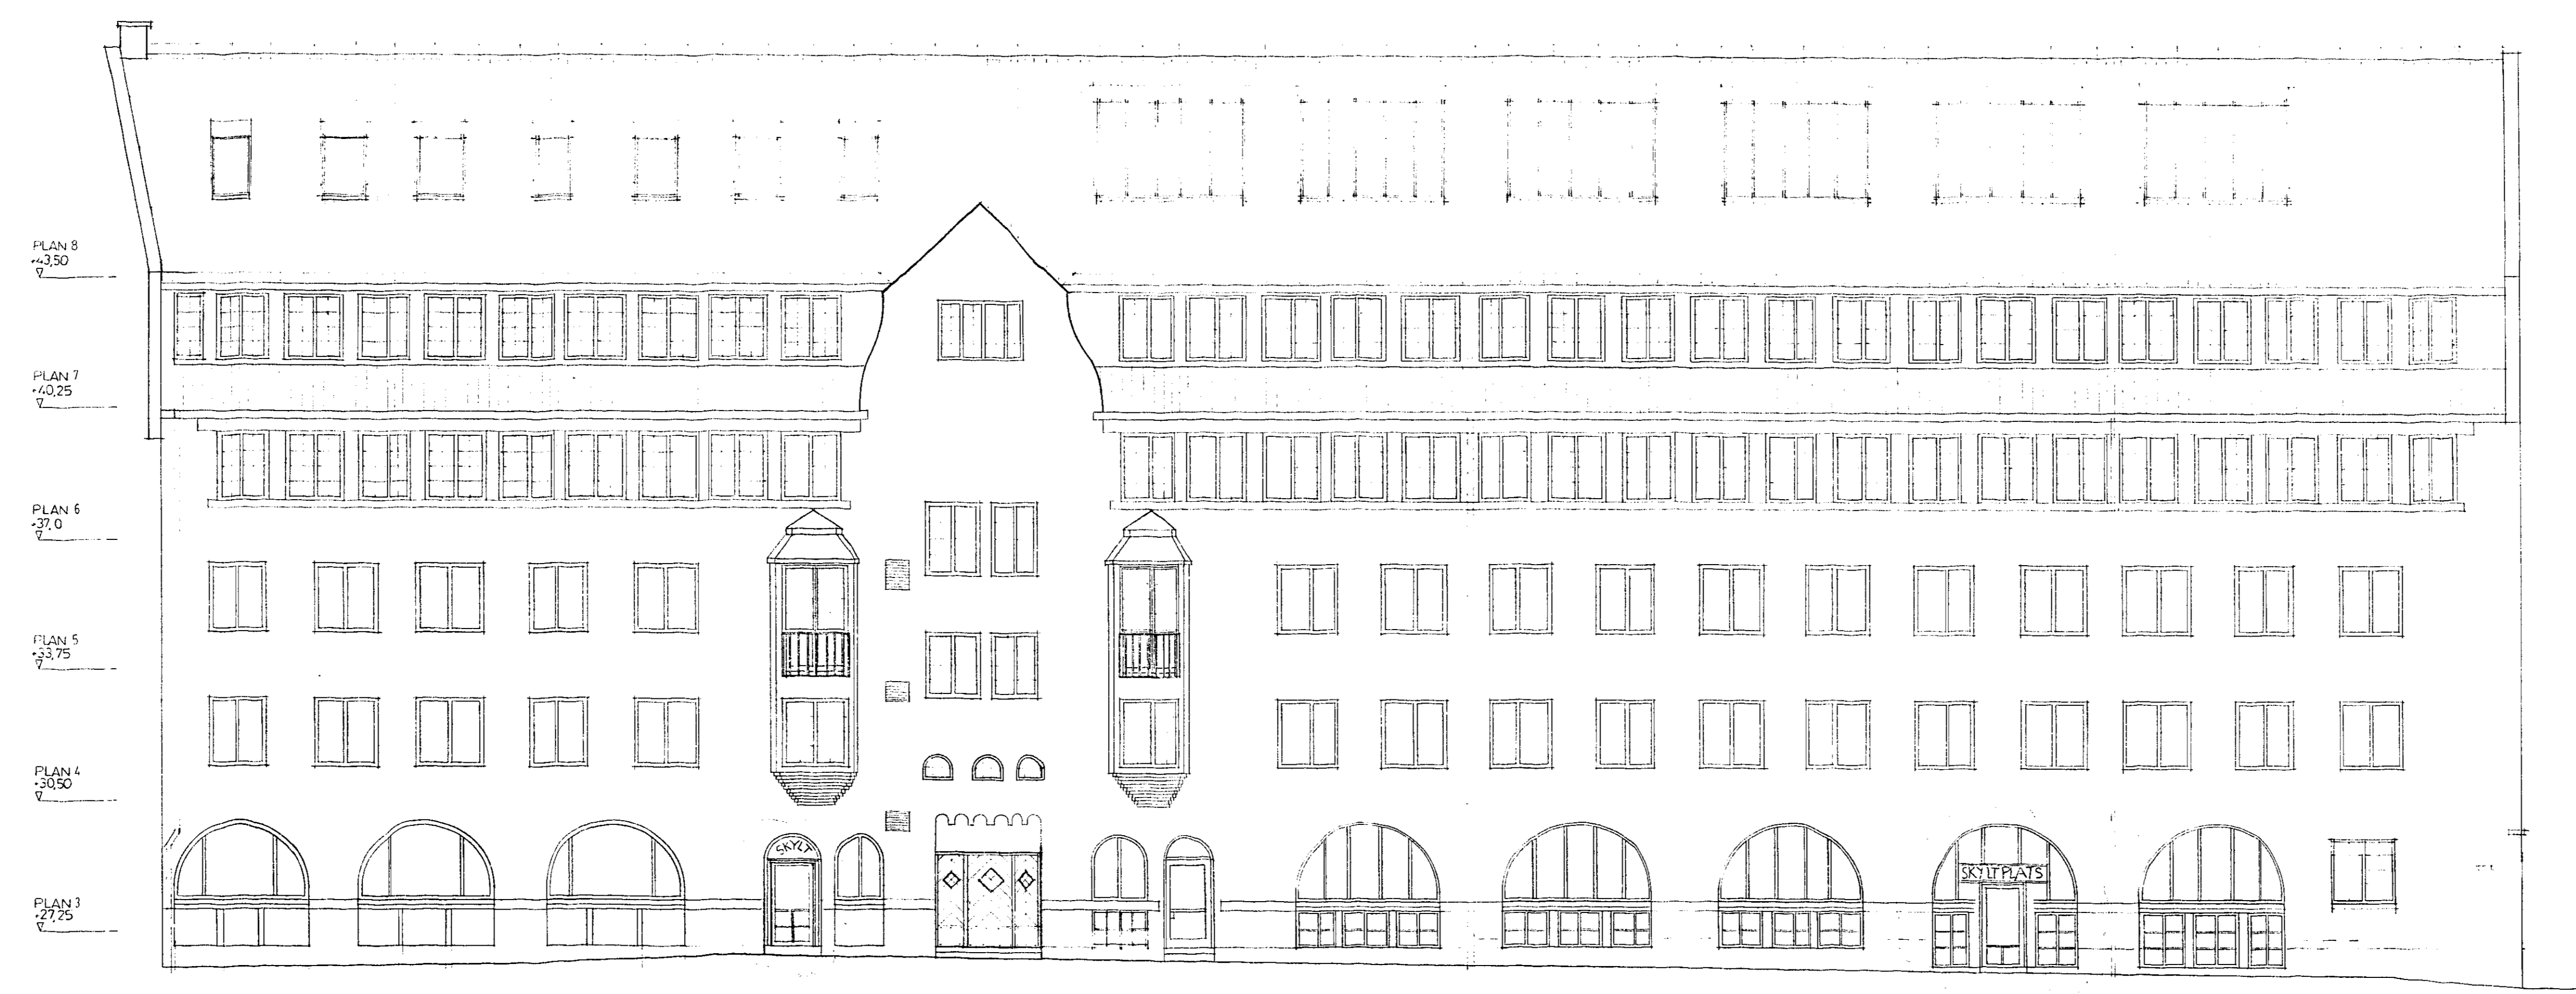 PLAN 8
+43,50
PLAN 7
+40,25
PLAN 6
+37,0
PLAN 5
+33,75
PLAN 4
+30,50
SKYLT
SKYLTPLATS
PLAN 3
+27,25